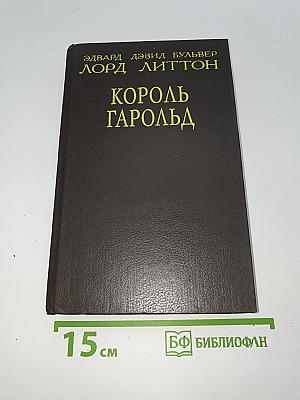 ЭДВАРД ДЭВИД БУЛЬВЕР
ЛОРД ЛИТТОН
КОРОЛЬ
ГАРОЛЬД
15 см
БФ БИБЛИОФАН